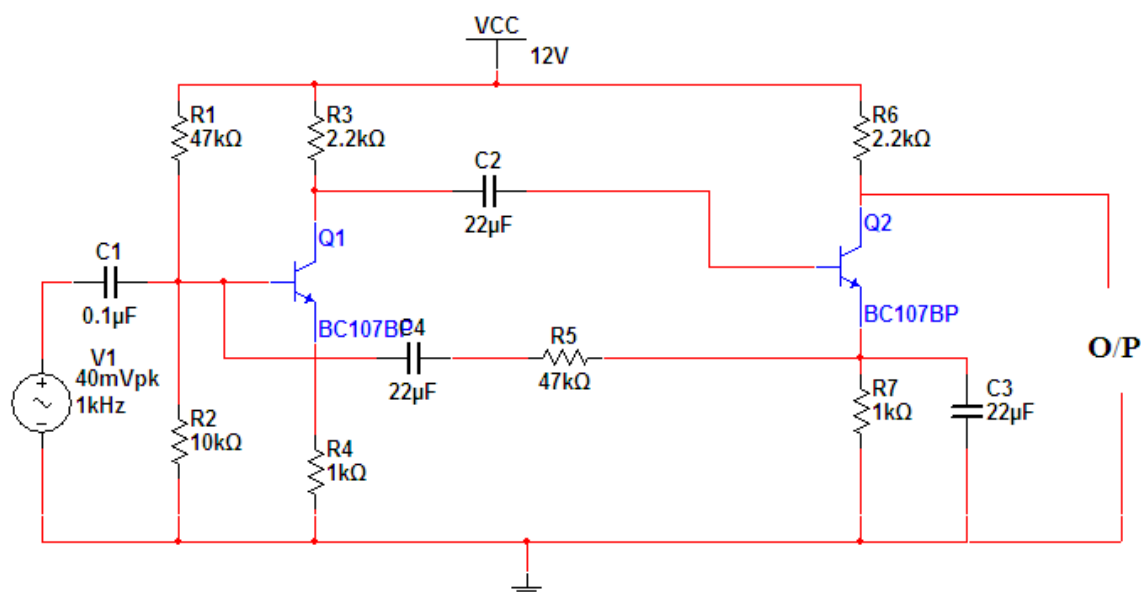 VCC
12V
R1
47kΩ
R3
2.2kΩ
R6
2.2kΩ
C2
22µF
Q1
Q2
C1
0.1µF
BC107BP
BC107BP
C4
22µF
R5
47kΩ
O/P
V1
40mVpk
1kHz
R7
1kΩ
C3
22µF
R2
10kΩ
R4
1kΩ